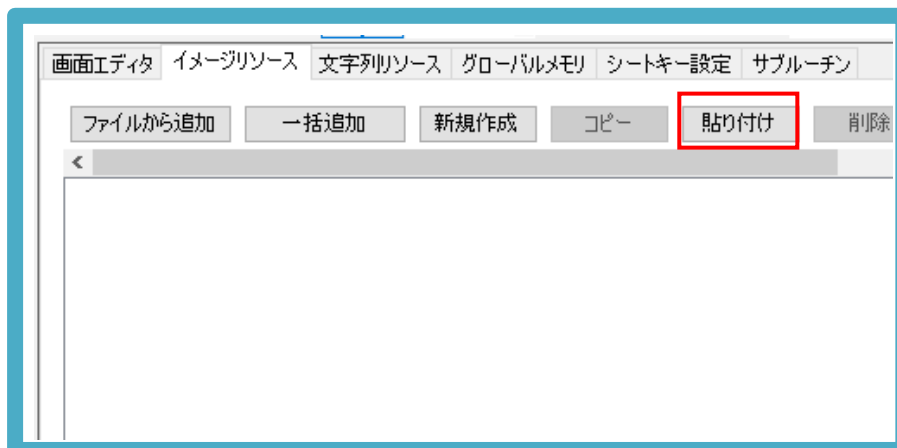 画面エディタ イメージリソース 文字列リソース グローバルメモリ シートキー設定 サブルーチン
ファイルから追加 一括追加 新規作成 コピー 貼り付け 削除